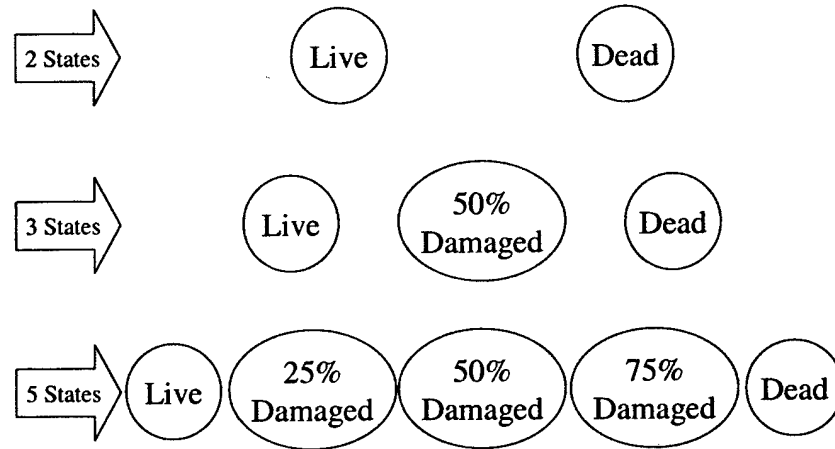 2 States
Live
Dead
3 States
Live
50%
Damaged
Dead
5 States
Live
25%
Damaged
50%
Damaged
75%
Damaged
Dead